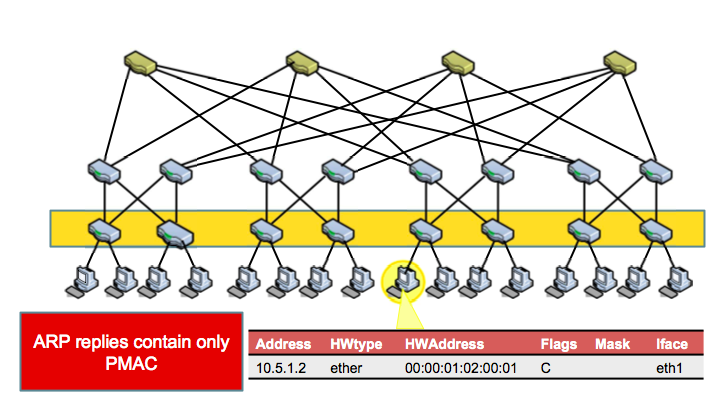 ARP replies contain only
PMAC
Address HWtype HWAddress Flags Mask Iface
10.5.1.2 ether 00:00:01:02:00:01 C eth1